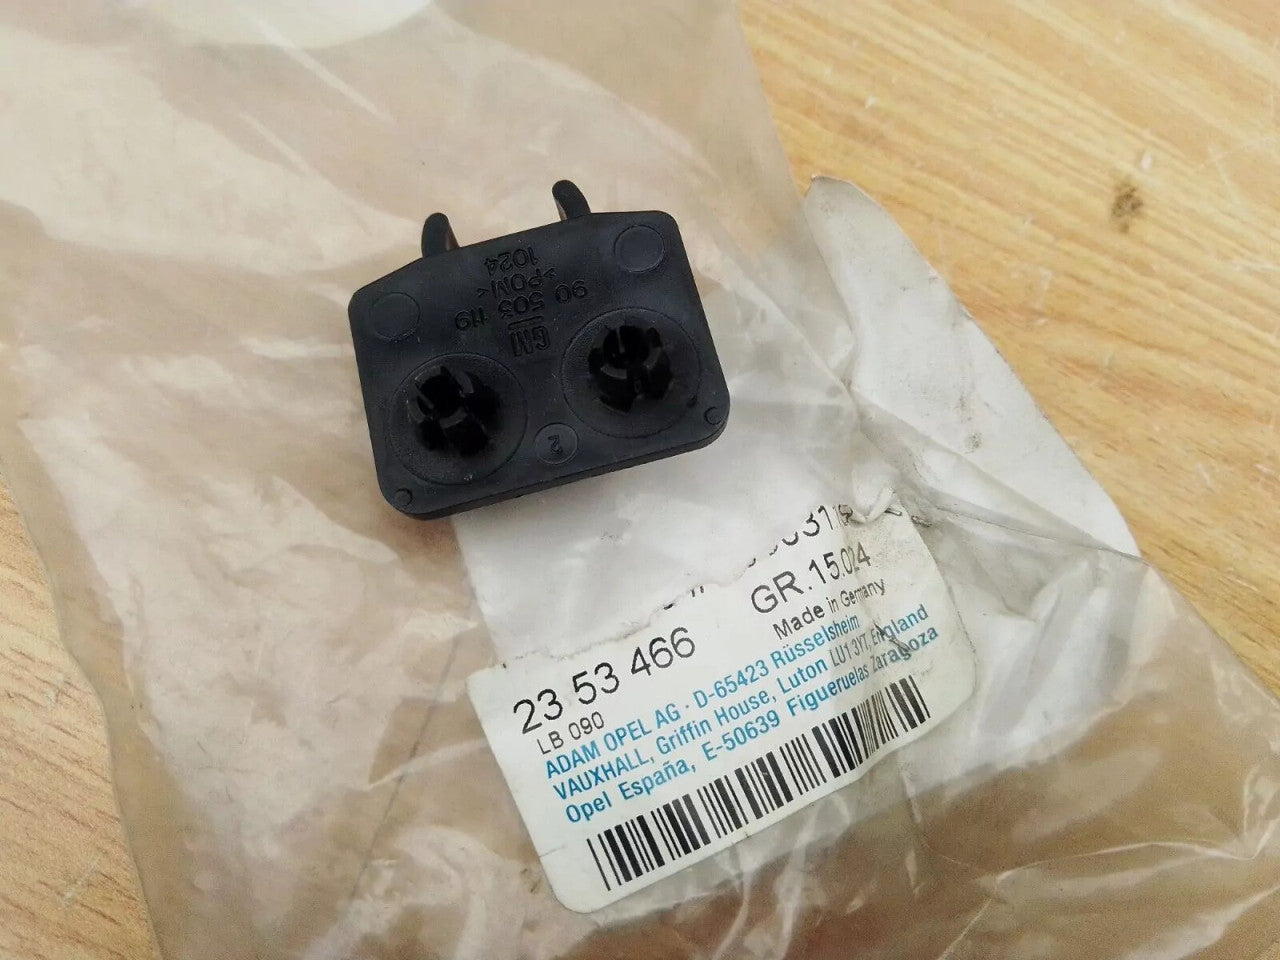 GM
90 503 119
>POM<
1024
2
GR.15.024
Made in Germany
23 53 466
LB 090
ADAM OPEL AG · D-65423 Rüsselsheim
VAUXHALL, Griffin House, Luton LU1 3YT, England
Opel España, E-50639 Figueruelas Zaragoza